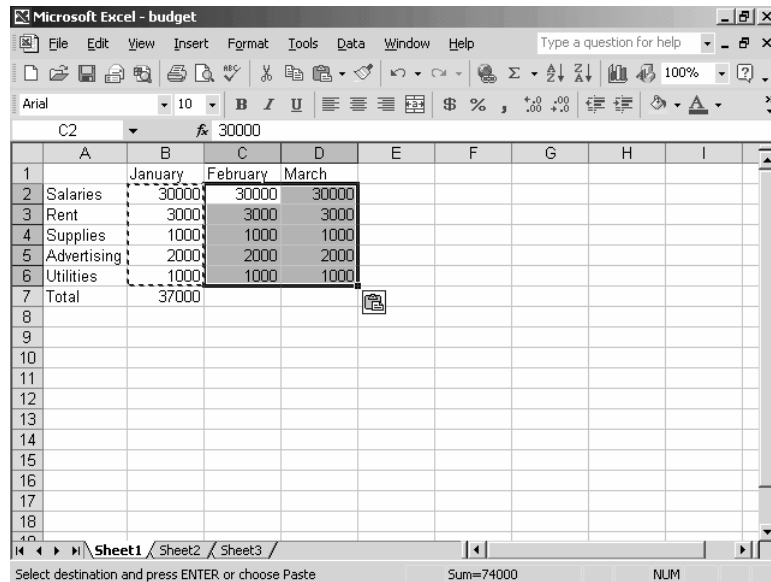 Microsoft Excel - budget
File Edit View Insert Format Tools Data Window Help Type a question for help
ABC Σ A Z Z A 100% ?
Arial 10 B I U a $ % , .00 .00 A
C2 fx 30000
A B C D E F G H I
1 January February March
2 Salaries 30000 30000 30000
3 Rent 3000 3000 3000
4 Supplies 1000 1000 1000
5 Advertising 2000 2000 2000
6 Utilities 1000 1000 1000
7 Total 37000
8
9
10
11
12
13
14
15
16
17
18
19
Sheet1 / Sheet2 / Sheet3 /
Select destination and press ENTER or choose Paste Sum=74000 NUM